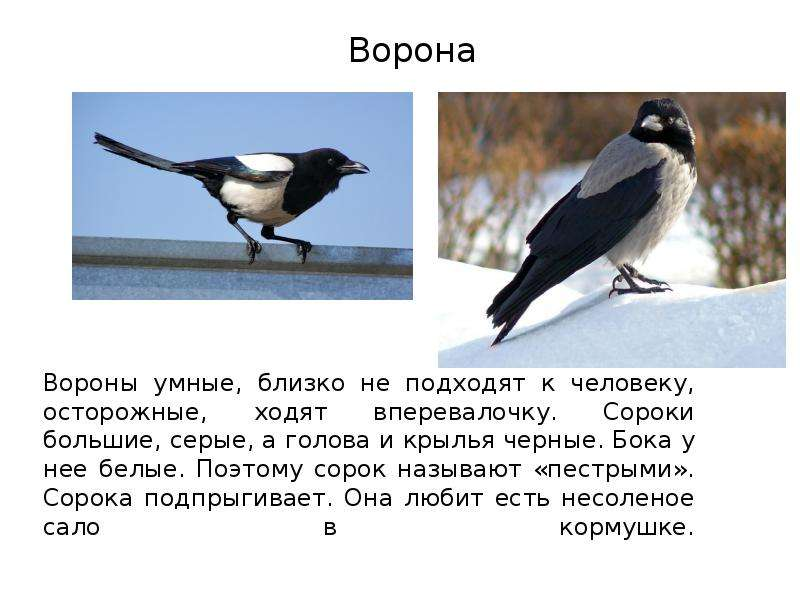 Ворона
Вороны умные, близко не подходят к человеку,
осторожные, ходят вперевалочку. Сороки
большие, серые, а голова и крылья черные. Бока у
нее белые. Поэтому сорок называют «пестрыми».
Сорока подпрыгивает. Она любит есть несоленое
сало в кормушке.